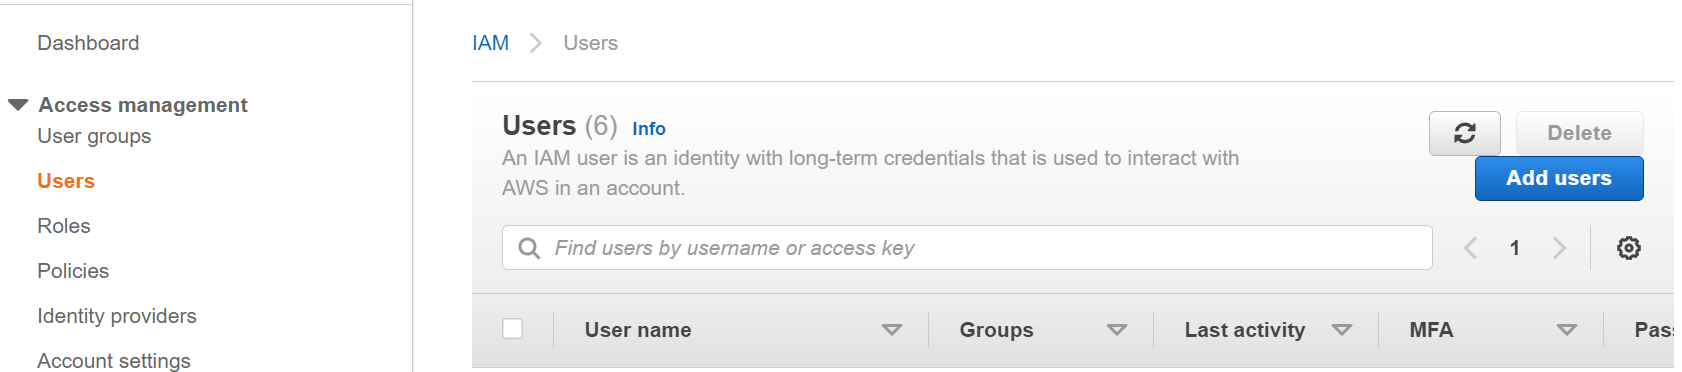 Dashboard
Access management
User groups
Users
Roles
Policies
Identity providers
Account settings
IAM > Users
Users (6) Info
An IAM user is an identity with long-term credentials that is used to interact with
AWS in an account.
Delete
Add users
Find users by username or access key
1
User name Groups Last activity MFA